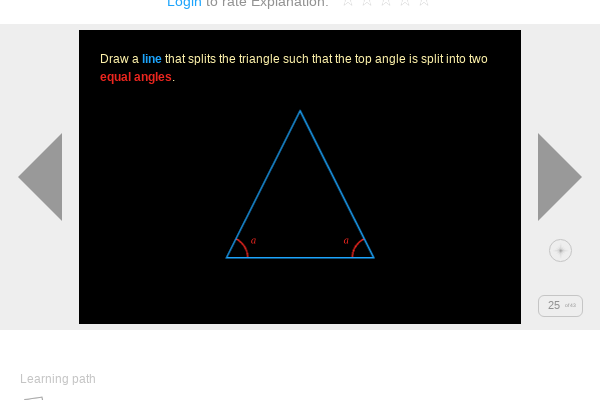 Login to rate Explanation:
Draw a line that splits the triangle such that the top angle is split into two
equal angles.
a a
25
Learning path